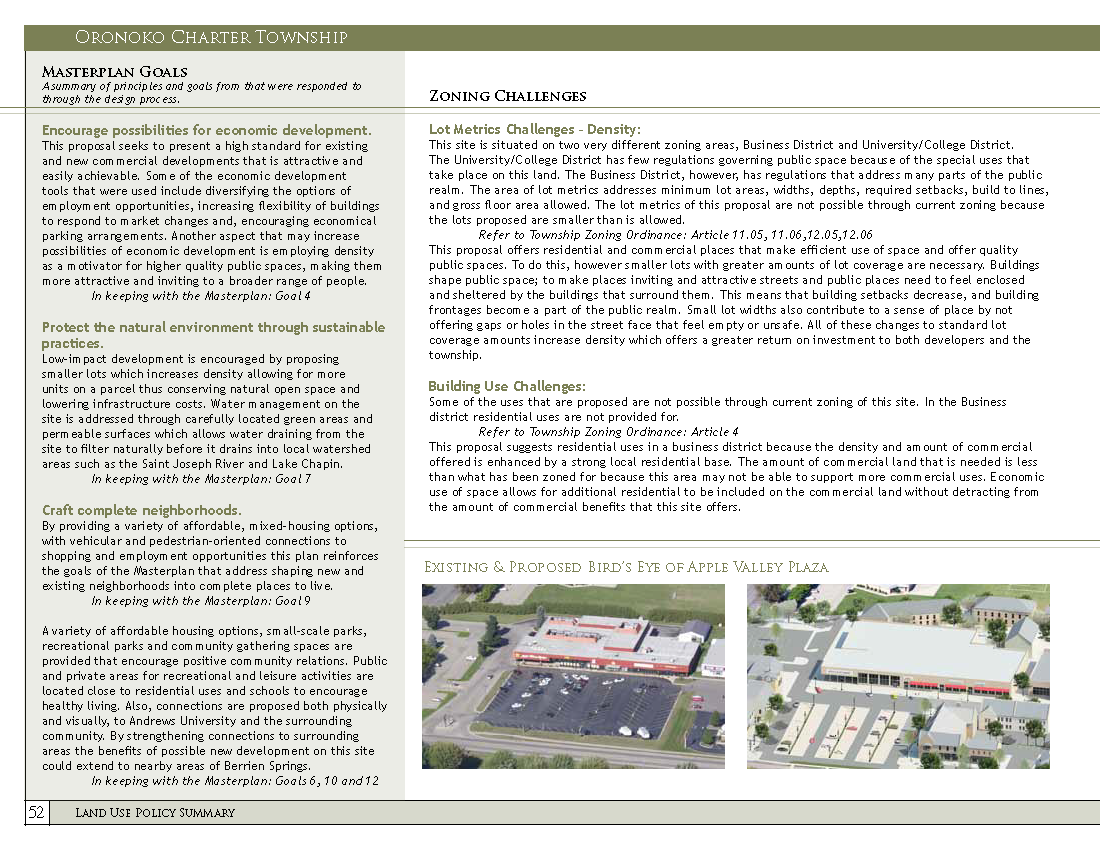 Oronoko Charter Township
Masterplan Goals
A summary of principles and goals from that were responded to
through the design process.
Encourage possibilities for economic development.
This proposal seeks to present a high standard for existing
and new commercial developments that is attractive and
easily achievable. Some of the economic development
tools that were used include diversifying the options of
employment opportunities, increasing flexibility of buildings
to respond to market changes and, encouraging economical
parking arrangements. Another aspect that may increase
possibilities of economic development is employing density
as a motivator for higher quality public spaces, making them
more attractive and inviting to a broader range of people.
In keeping with the Masterplan: Goal 4
Protect the natural environment through sustainable
practices.
Low-impact development is encouraged by proposing
smaller lots which increases density allowing for more
units on a parcel thus conserving natural open space and
lowering infrastructure costs. Water management on the
site is addressed through carefully located green areas and
permeable surfaces which allows water draining from the
site to filter naturally before it drains into local watershed
areas such as the Saint Joseph River and Lake Chapin.
In keeping with the Masterplan: Goal 7
Craft complete neighborhoods.
By providing a variety of affordable, mixed-housing options,
with vehicular and pedestrian-oriented connections to
shopping and employment opportunities this plan reinforces
the goals of the Masterplan that address shaping new and
existing neighborhoods into complete places to live.
In keeping with the Masterplan: Goal 9
A variety of affordable housing options, small-scale parks,
recreational parks and community gathering spaces are
provided that encourage positive community relations. Public
and private areas for recreational and leisure activities are
located close to residential uses and schools to encourage
healthy living. Also, connections are proposed both physically
and visually, to Andrews University and the surrounding
community. By strengthening connections to surrounding
areas the benefits of possible new development on this site
could extend to nearby areas of Berrien Springs.
In keeping with the Masterplan: Goals 6, 10 and 12
Zoning Challenges
Lot Metrics Challenges - Density:
This site is situated on two very different zoning areas, Business District and University/College District.
The University/College District has few regulations governing public space because of the special uses that
take place on this land. The Business District, however, has regulations that address many parts of the public
realm. The area of lot metrics addresses minimum lot areas, widths, depths, required setbacks, build to lines,
and gross floor area allowed. The lot metrics of this proposal are not possible through current zoning because
the lots proposed are smaller than is allowed.
Refer to Township Zoning Ordinance: Article 11.05, 11.06,12.05,12.06
This proposal offers residential and commercial places that make efficient use of space and offer quality
public spaces. To do this, however smaller lots with greater amounts of lot coverage are necessary. Buildings
shape public space; to make places inviting and attractive streets and public places need to feel enclosed
and sheltered by the buildings that surround them. This means that building setbacks decrease, and building
frontages become a part of the public realm. Small lot widths also contribute to a sense of place by not
offering gaps or holes in the street face that feel empty or unsafe. All of these changes to standard lot
coverage amounts increase density which offers a greater return on investment to both developers and the
township.
Building Use Challenges:
Some of the uses that are proposed are not possible through current zoning of this site. In the Business
district residential uses are not provided for.
Refer to Township Zoning Ordinance: Article 4
This proposal suggests residential uses in a business district because the density and amount of commercial
offered is enhanced by a strong local residential base. The amount of commercial land that is needed is less
than what has been zoned for because this area may not be able to support more commercial uses. Economic
use of space allows for additional residential to be included on the commercial land without detracting from
the amount of commercial benefits that this site offers.
Existing & Proposed Bird's Eye of Apple Valley Plaza
52
Land Use Policy Summary